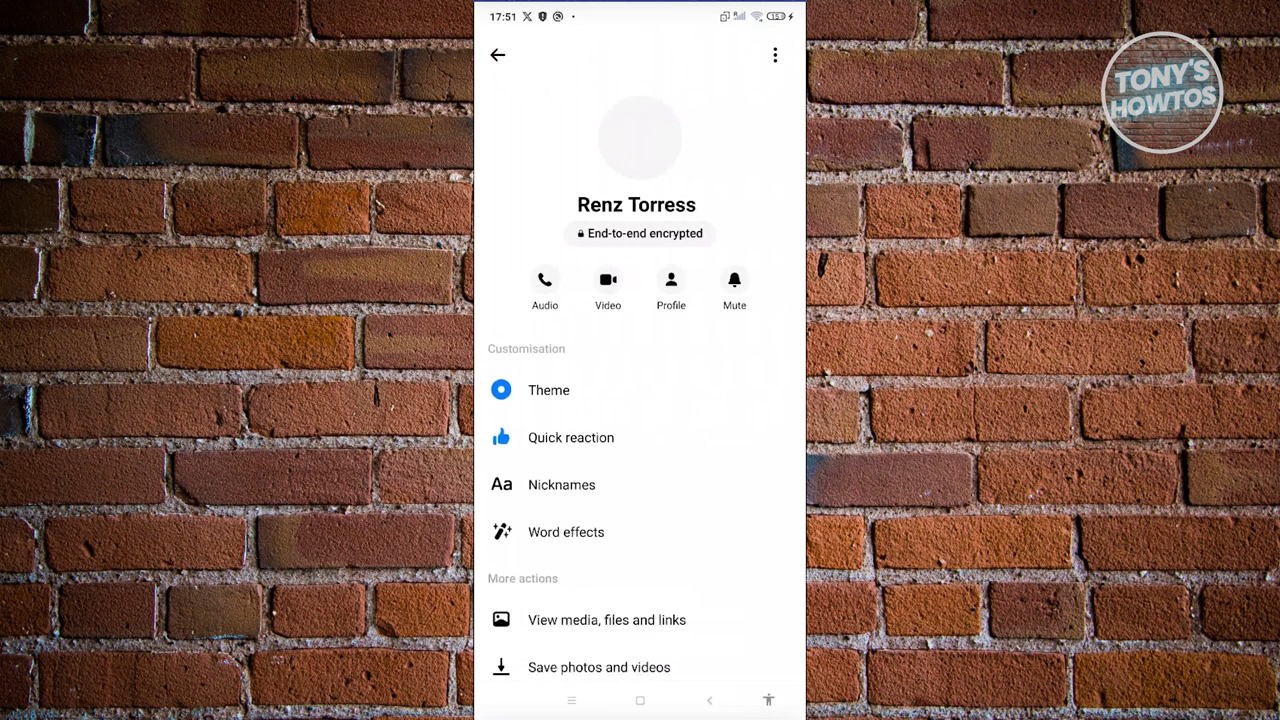 17:51
TONY'S
HOWTOS
Renz Torress
End-to-end encrypted
Audio Video Profile Mute
Customisation
Theme
Quick reaction
Aa Nicknames
Word effects
More actions
View media, files and links
Save photos and videos